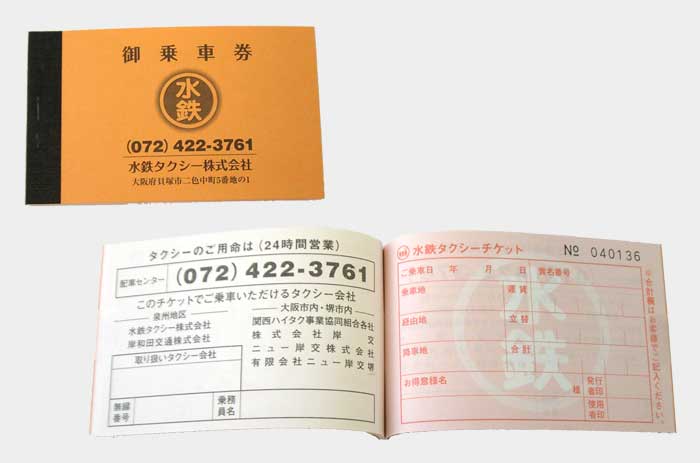 御乗車券
水鉄
(072) 422-3761
水鉄タクシー株式会社
大阪府貝塚市二色中町5番地の1
タクシーのご用命は(24時間営業)
配車センター (072) 422-3761
このチケットでご乗車いただけるタクシー会社
泉州地区
水鉄タクシー株式会社
岸和田交通株式会社
大阪市内・堺市内
関西ハイタク事業協同組合各社
株式会社岸交
ニュー岸交株式会社
有限会社ニュー岸交堺
取り扱いタクシー会社
無線番号
乗務員名
水鉄タクシーチケット № 040136
ご乗車日 年 月 日 貴名番号
乗車地 運賃
経由地 立替
降車地 合計
お得意様名 様
発行者印
使用者印
※合計欄はお客様でご記入ください。
水鉄